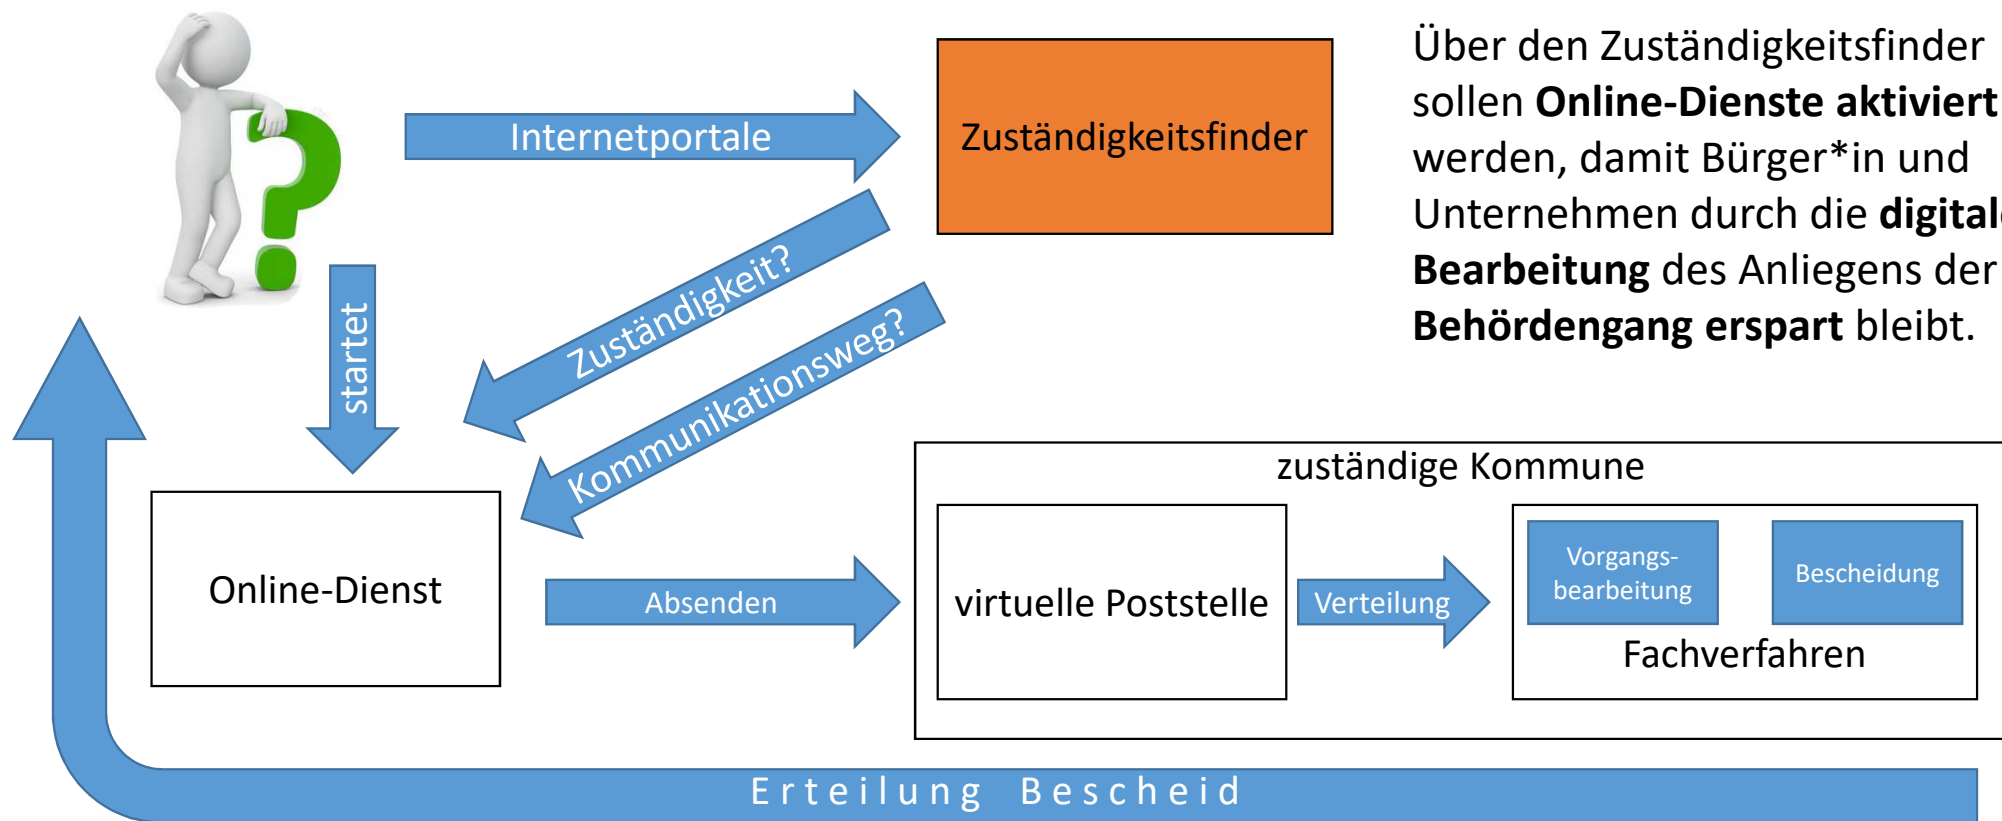 Internetportale
Zuständigkeitsfinder
Über den Zuständigkeitsfinder
sollen Online-Dienste aktiviert
werden, damit Bürger*in und
Unternehmen durch die digital
Bearbeitung des Anliegens der
Behördengang erspart bleibt.
startet
Zuständigkeit?
Kommunikationsweg?
Online-Dienst
Absenden
zuständige Kommune
virtuelle Poststelle
Verteilung
Vorgangs-
bearbeitung
Bescheidung
Fachverfahren
Erteilung Bescheid